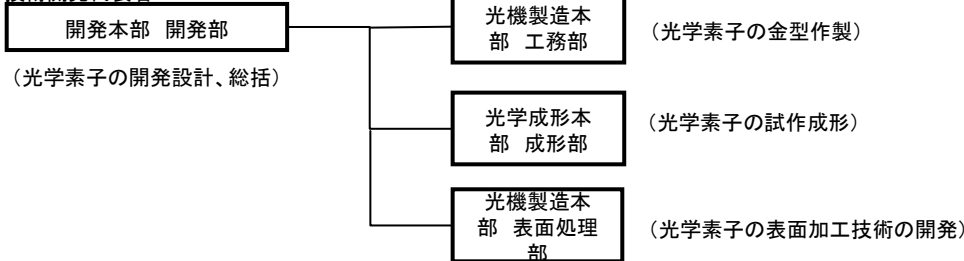 開発本部 開発部
(光学素子の開発設計、総括)
光機製造本
部 工務部
(光学素子の金型作製)
光学成形本
部 成形部
(光学素子の試作成形)
光機製造本
部 表面処理
部
(光学素子の表面加工技術の開発)